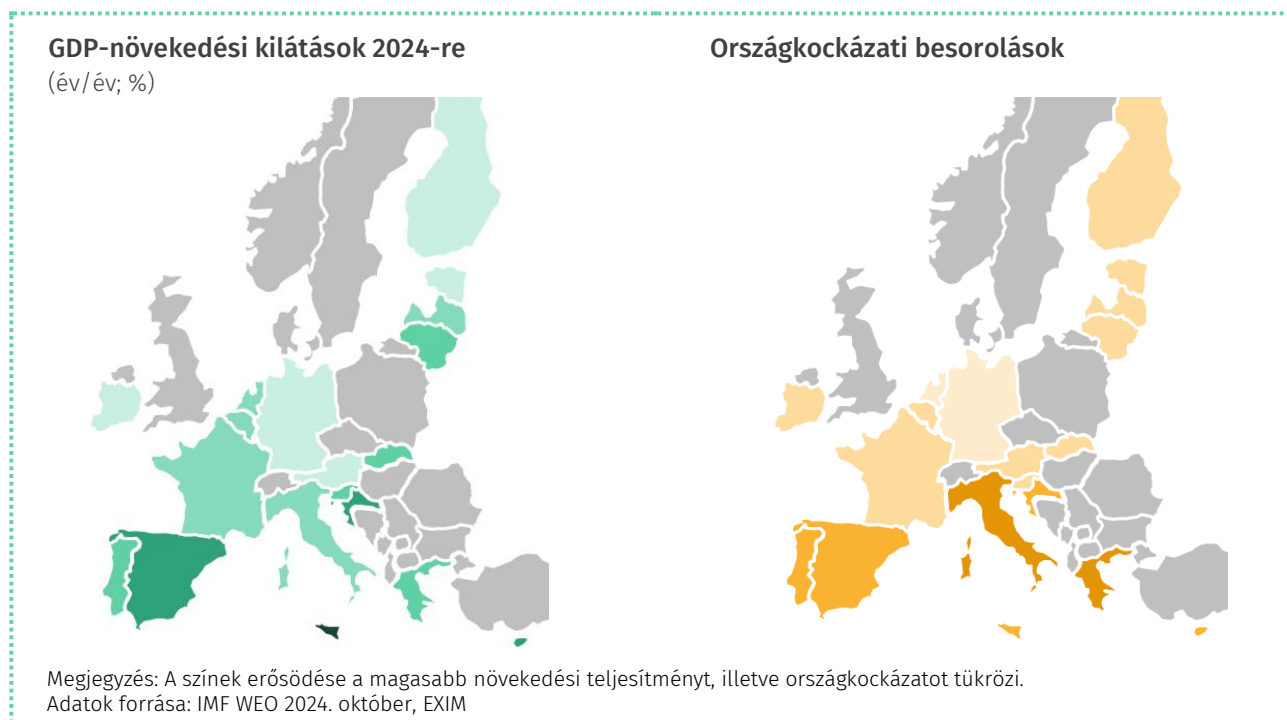 GDP-növekedési kilátások 2024-re
(év/év; %)
Országkockázati besorolások
Megjegyzés: A színek erősödése a magasabb növekedési teljesítményt, illetve országkockázatot tükrözi.
Adatok forrása: IMF WEO 2024. október, EXIM